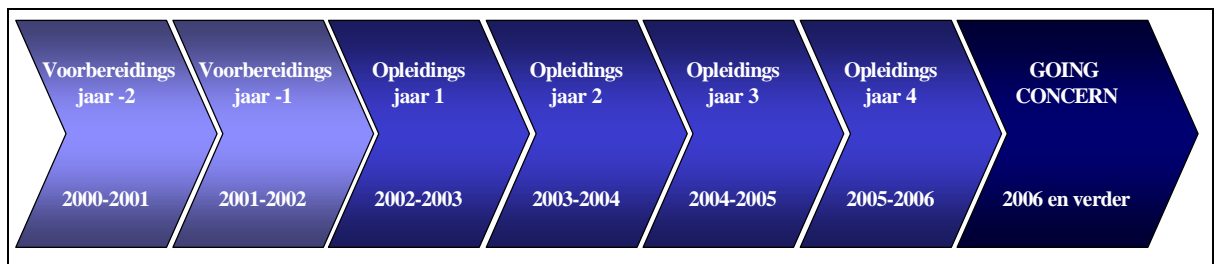 Voorbereidings
jaar -2
2000-2001
Voorbereidings
jaar -1
2001-2002
Opleidings
jaar 1
2002-2003
Opleidings
jaar 2
2003-2004
Opleidings
jaar 3
2004-2005
Opleidings
jaar 4
2005-2006
GOING
CONCERN
2006 en verder